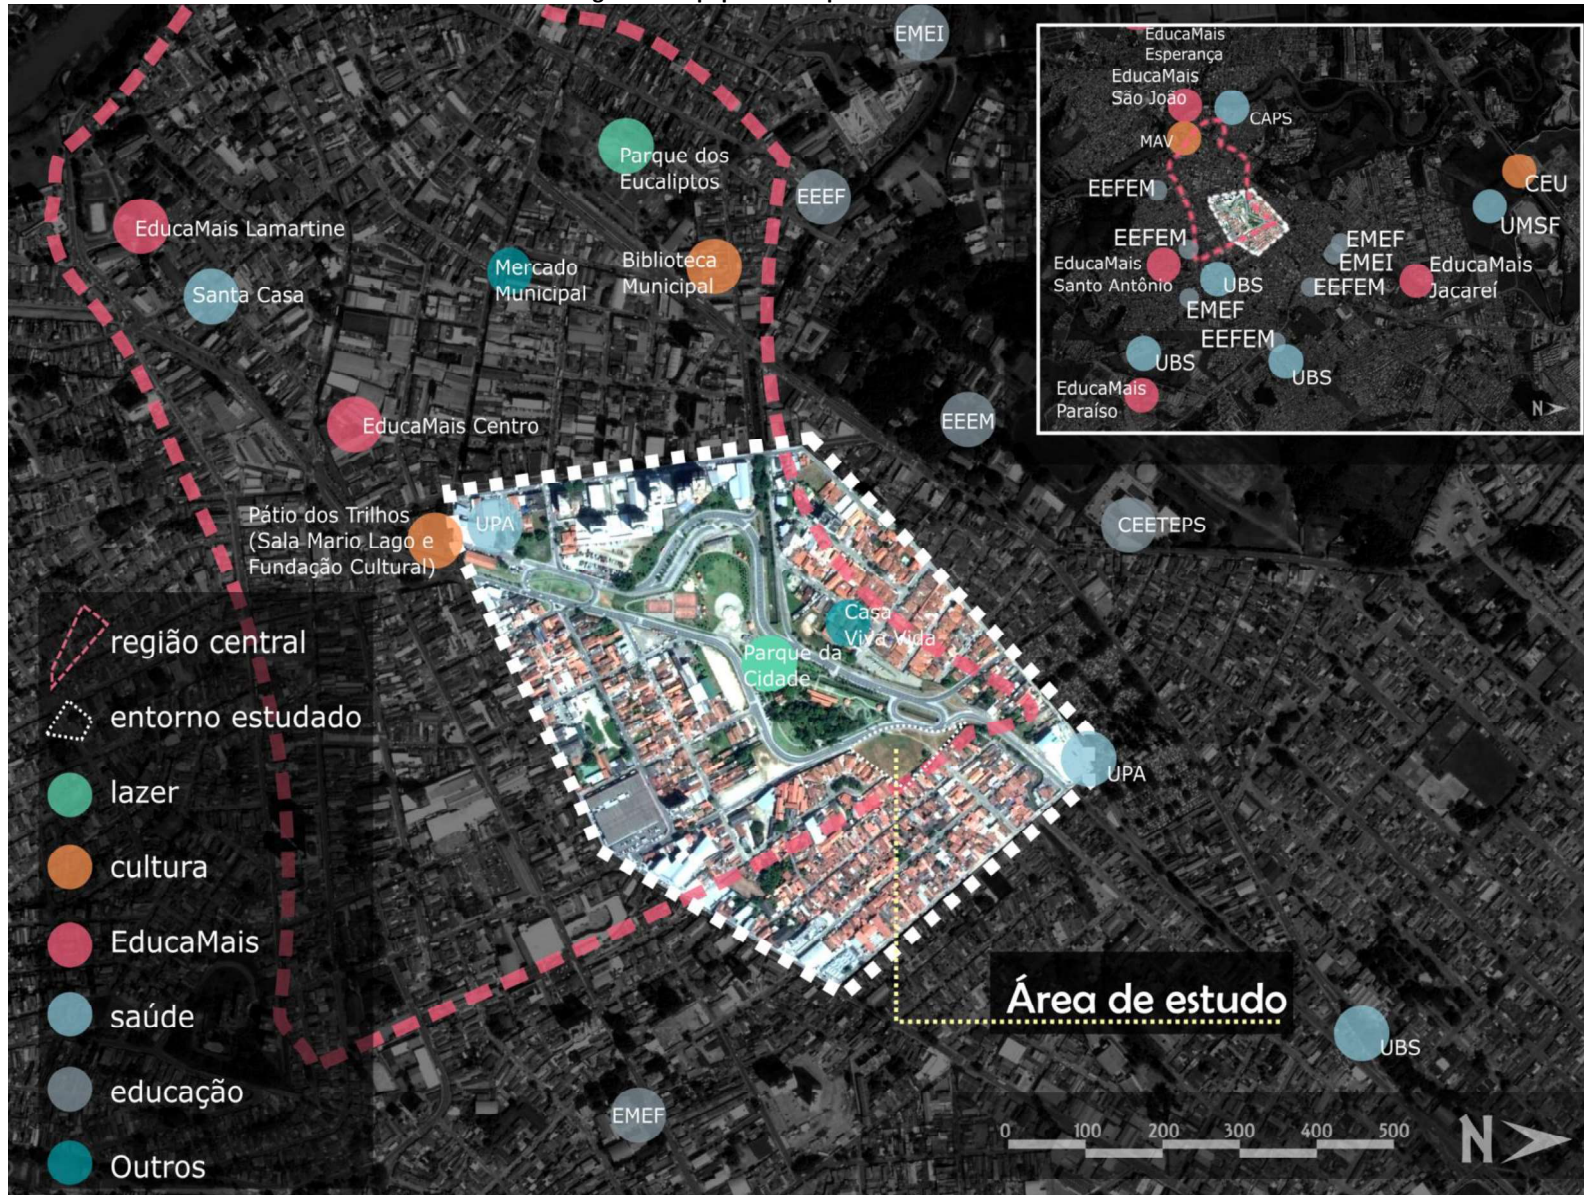 EMEI
Parque dos
Eucaliptos
EEEF
EducaMais Lamartine
Santa Casa
Mercado
Municipal
Biblioteca
Municipal
EducaMais Centro
EEEM
Pátio dos Trilhos
(Sala Mario Lago e
Fundação Cultural)
UPA
CEETEPS
Casa
Viva Vida
Parque da
Cidade
UPA
Área de estudo
UBS
EMEF
região central
entorno estudado
lazer
cultura
EducaMais
saúde
educação
Outros
0 100 200 300 400 500
N
EducaMais
Esperança
EducaMais
São João
CAPS
MAV
EEFEM
CEU
UMSF
EEFEM
EMEF
EMEI
EducaMais
Santo Antônio
UBS
EEFEM
EducaMais
Jacareí
EMEF
EEFEM
UBS
UBS
EducaMais
Paraíso
N